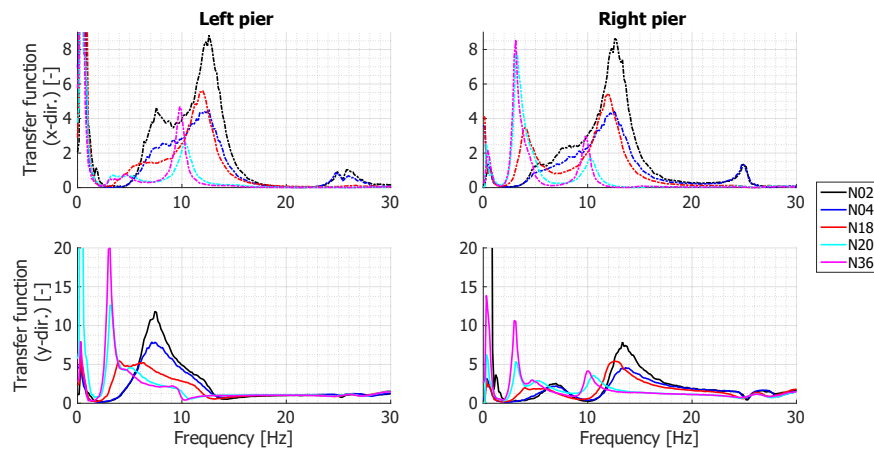 Left pier
Right pier
Transfer function
(x-dir.) [-]
8
6
4
2
0
0
10
20
30
8
6
4
2
0
0
10
20
30
Transfer function
(y-dir.) [-]
20
15
10
5
0
0
10
20
30
Frequency [Hz]
20
15
10
5
0
0
10
20
30
Frequency [Hz]
N02
N04
N18
N20
N36